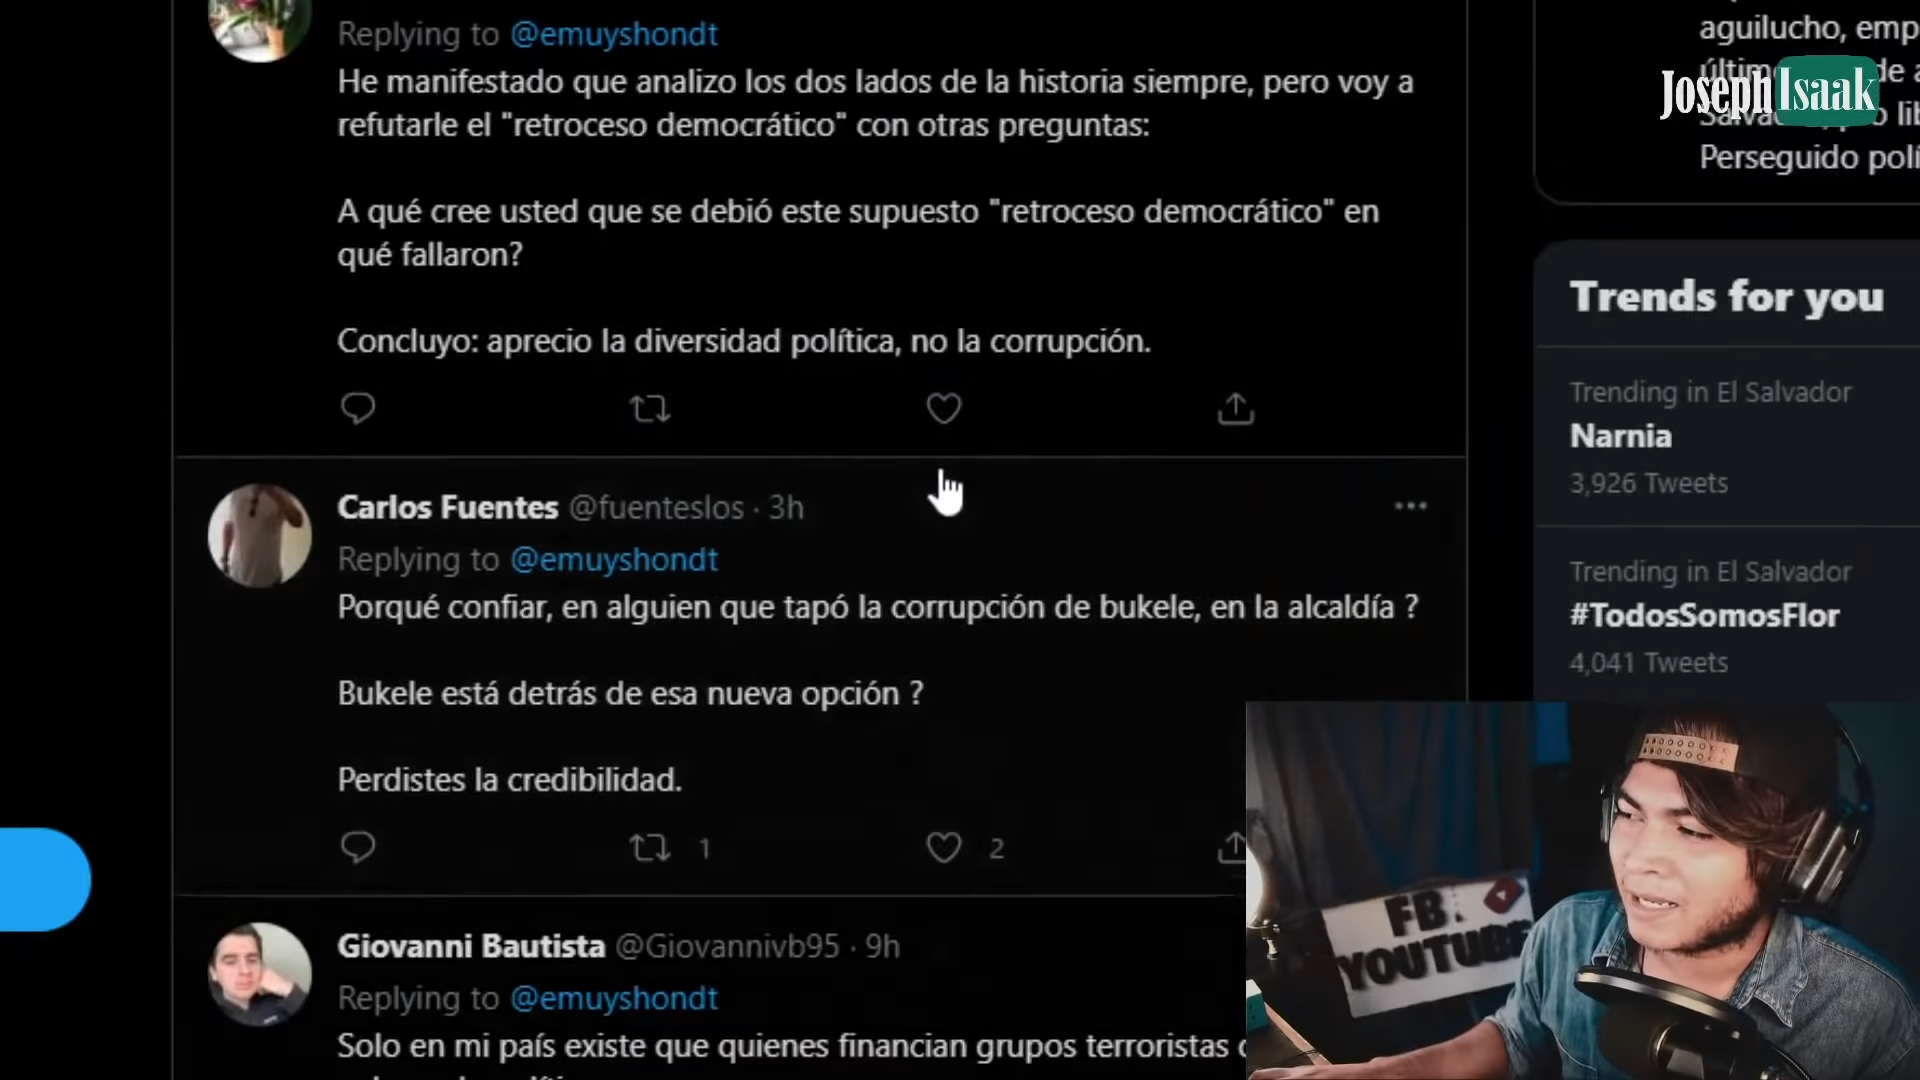 Replying to @emuyshondt
He manifestado que analizo los dos lados de la historia siempre, pero voy a
refutarle el "retroceso democrático" con otras preguntas:
A qué cree usted que se debió este supuesto "retroceso democrático" en
qué fallaron?
Concluyo: aprecio la diversidad política, no la corrupción.
Carlos Fuentes @fuenteslos · 3h
Replying to @emuyshondt
Porqué confiar, en alguien que tapó la corrupción de bukele, en la alcaldía ?
Bukele está detrás de esa nueva opción ?
Perdistes la credibilidad.
1 2
Giovanni Bautista @Giovannivb95 · 9h
Replying to @emuyshondt
Solo en mi país existe que quienes financian grupos terroristas
aguilucho,
de
Perseguido
JosephIsaak
Trends for you
Trending in El Salvador
Narnia
3,926 Tweets
Trending in El Salvador
#TodosSomosFlor
4,041 Tweets
FB.
YOUTUBE